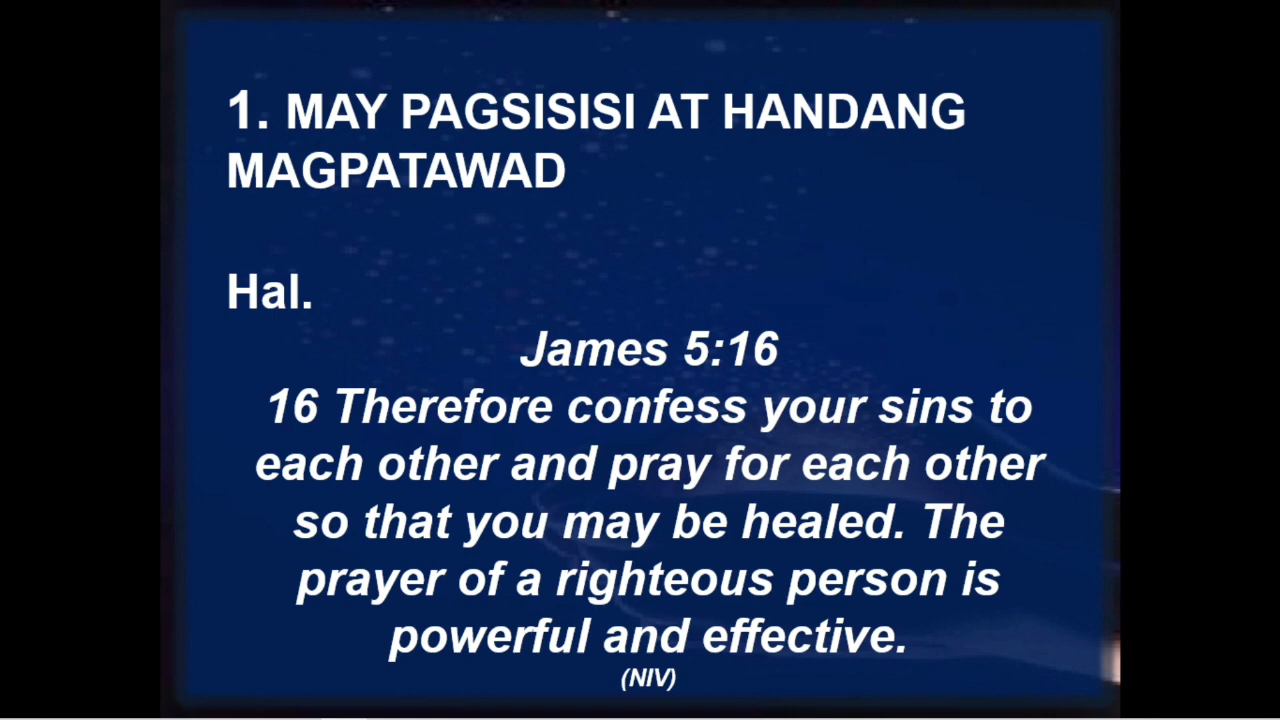 1. MAY PAGSISISI AT HANDANG
MAGPATAWAD
Hal.
James 5:16
16 Therefore confess your sins to
each other and pray for each other
so that you may be healed. The
prayer of a righteous person is
powerful and effective.
(NIV)